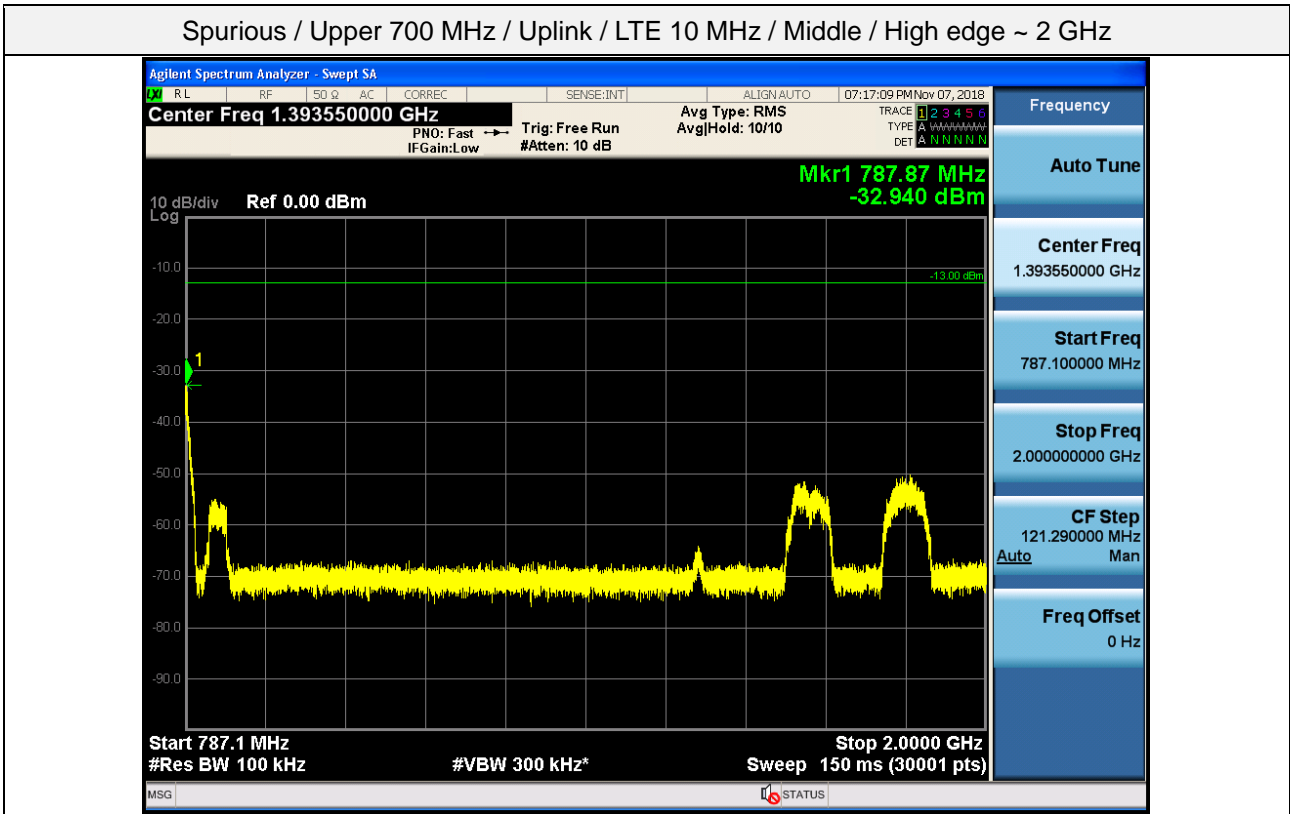 Spurious / Upper 700 MHz / Uplink / LTE 10 MHz / Middle / High edge ~ 2 GHz
Agilent Spectrum Analyzer - Swept SA
LXI RL RF 50 Ω AC CORREC SENSE:INT ALIGN AUTO 07:17:09 PM Nov 07, 2018
Center Freq 1.393550000 GHz
PNO: Fast
IFGain:Low
Trig: Free Run
#Atten: 10 dB
Avg Type: RMS
Avg|Hold: 10/10
TRACE 1 2 3 4 5 6
TYPE A WWWWW
DET A N N N N N
Mkr1 787.87 MHz
-32.940 dBm
10 dB/div Ref 0.00 dBm
Log
-10.0
-13.00 dBm
-20.0
1
-30.0
-40.0
-50.0
-60.0
-70.0
-80.0
-90.0
Start 787.1 MHz Stop 2.0000 GHz
#Res BW 100 kHz #VBW 300 kHz* Sweep 150 ms (30001 pts)
MSG STATUS
Frequency
Auto Tune
Center Freq
1.393550000 GHz
Start Freq
787.100000 MHz
Stop Freq
2.000000000 GHz
CF Step
121.290000 MHz
Auto Man
Freq Offset
0 Hz